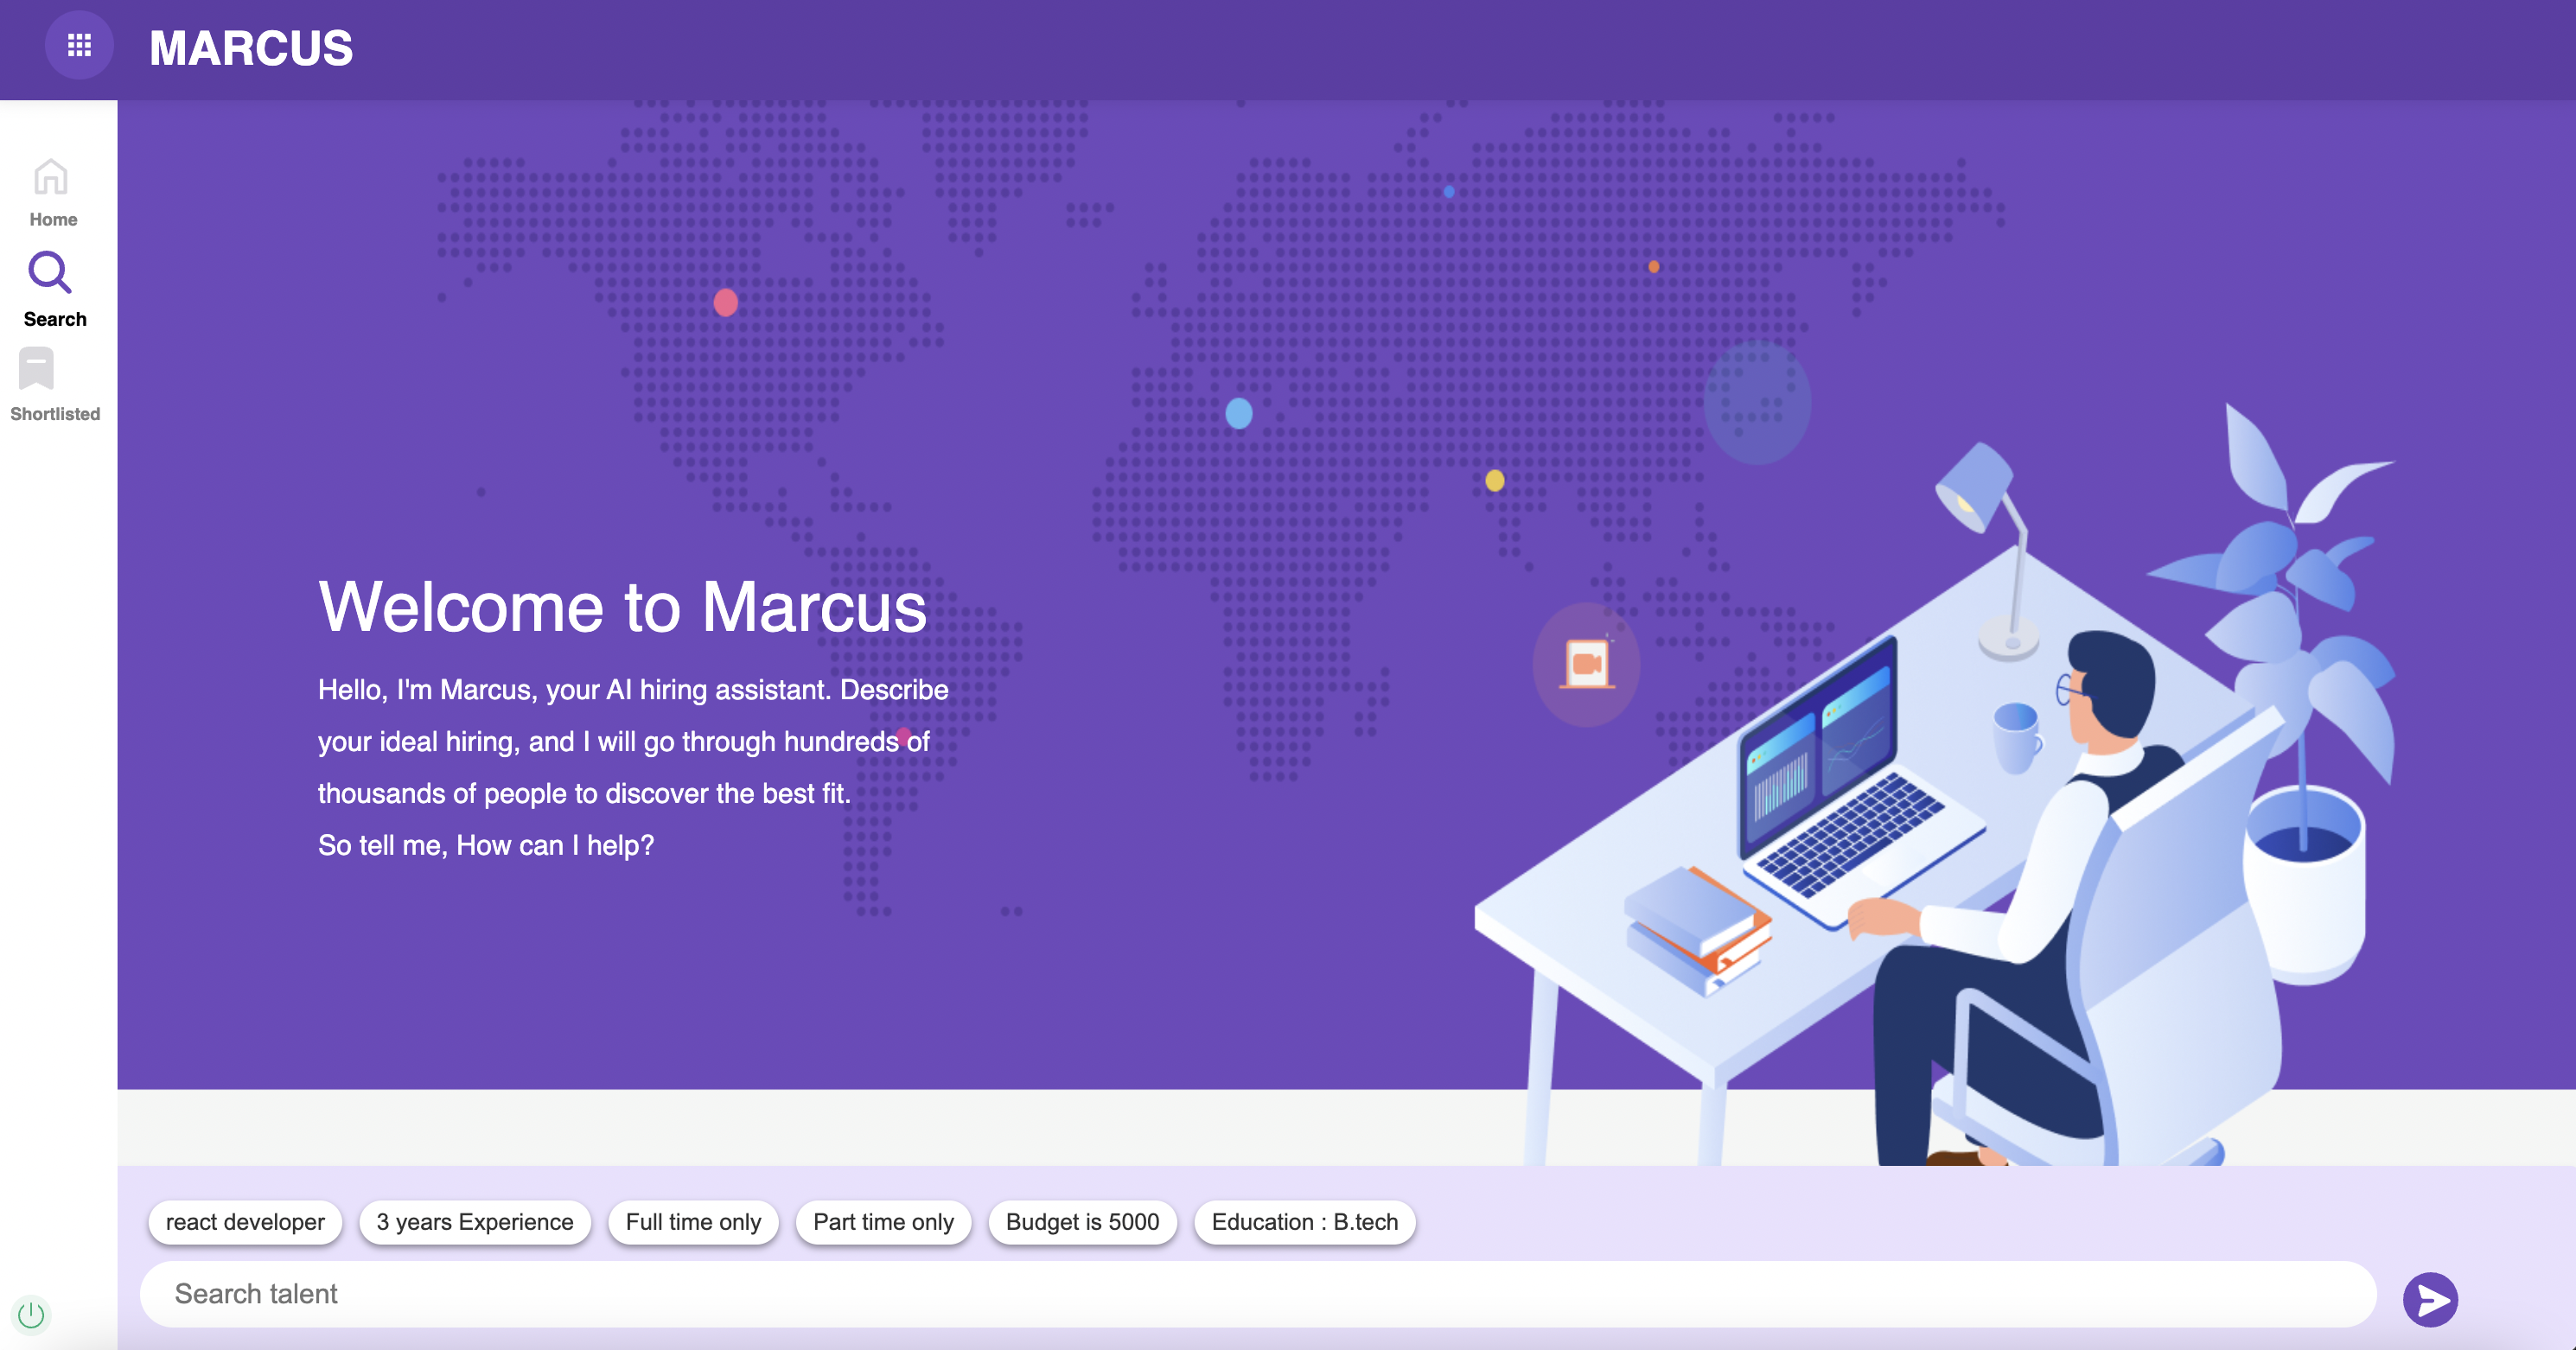 MARCUS
Home
Search
Shortlisted
Welcome to Marcus
Hello, I'm Marcus, your AI hiring assistant. Describe
your ideal hiring, and I will go through hundreds of
thousands of people to discover the best fit.
So tell me, How can I help?
react developer
3 years Experience
Full time only
Part time only
Budget is 5000
Education : B.tech
Search talent